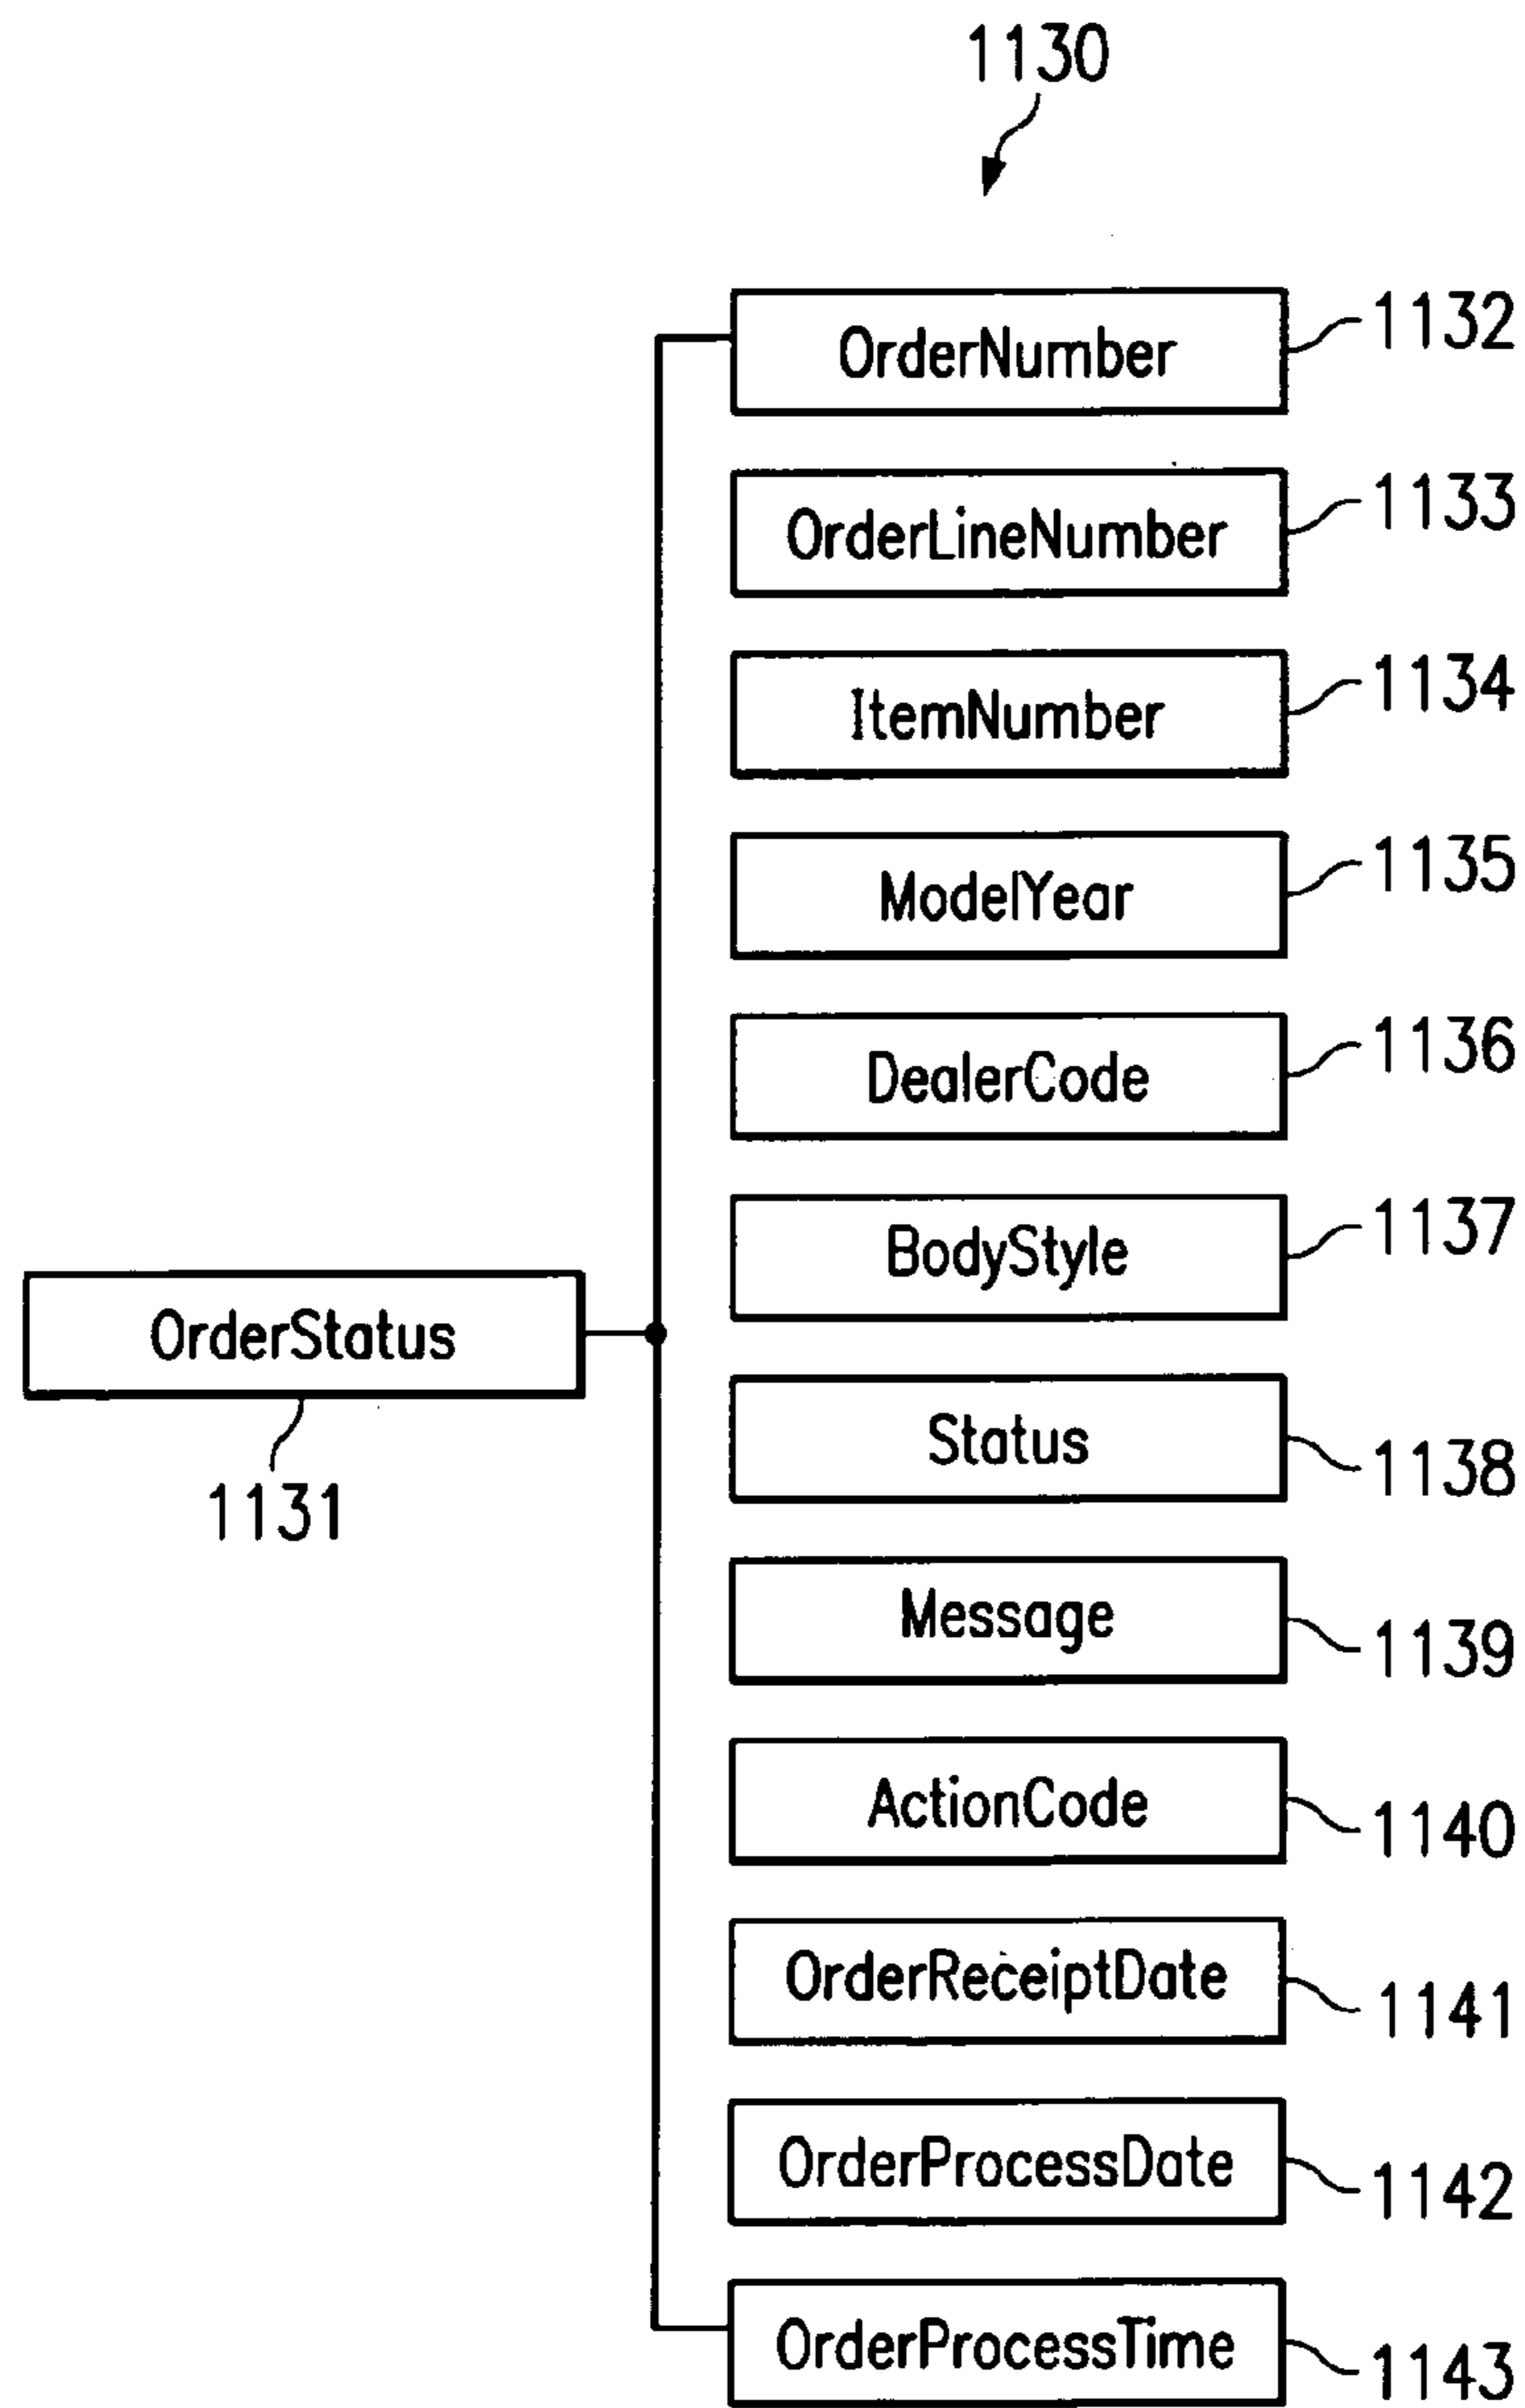 1130
OrderNumber 1132
OrderLineNumber 1133
ItemNumber 1134
ModelYear 1135
DealerCode 1136
BodyStyle 1137
OrderStatus
1131
Status 1138
Message 1139
ActionCode 1140
OrderReceiptDate 1141
OrderProcessDate 1142
OrderProcessTime 1143